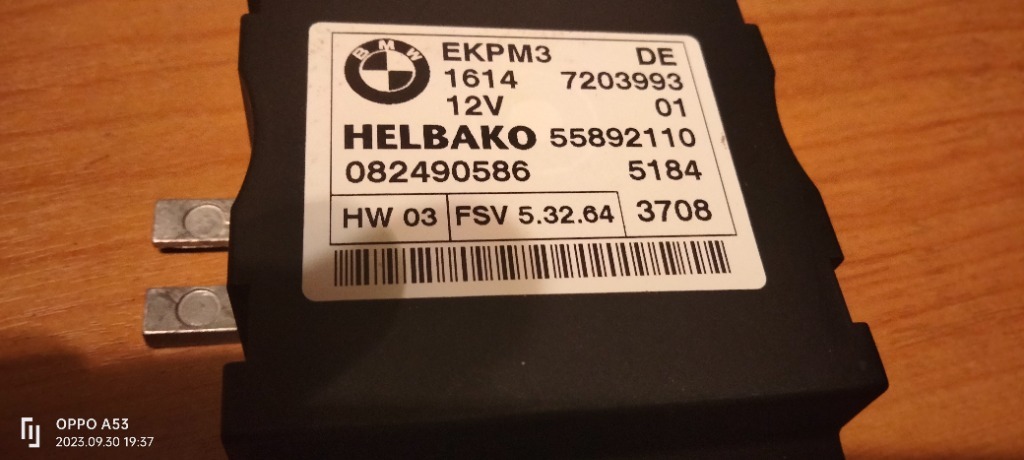 BMW
EKPM3 DE
1614 7203993
12V 01
HELBAKO 55892110
082490586 5184
HW 03 FSV 5.32.64 3708
OPPO A53
2023.09.30 19:37